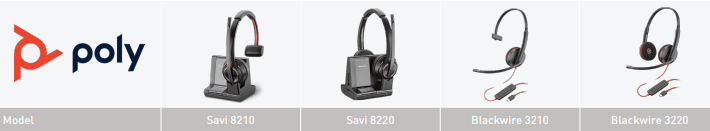 poly
Model
Savi 8210
Savi 8220
Blackwire 3210
Blackwire 3220